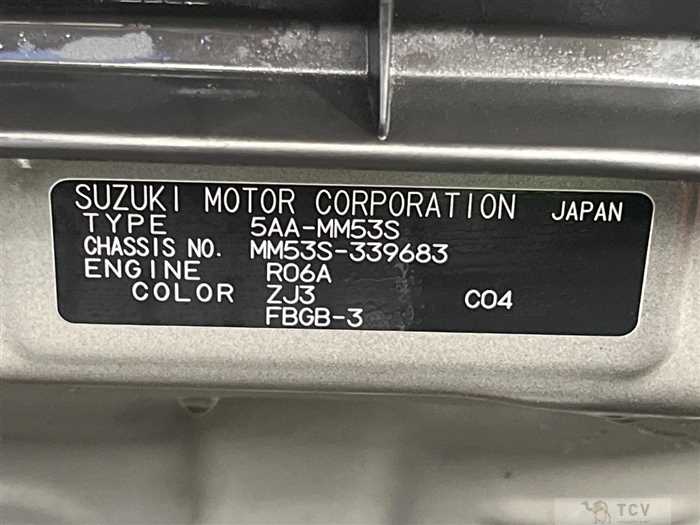 SUZUKI MOTOR CORPORATION JAPAN
TYPE 5AA-MM53S
CHASSIS NO. MM53S-339683
ENGINE R06A
COLOR ZJ3 C04
FBGB-3
TCV